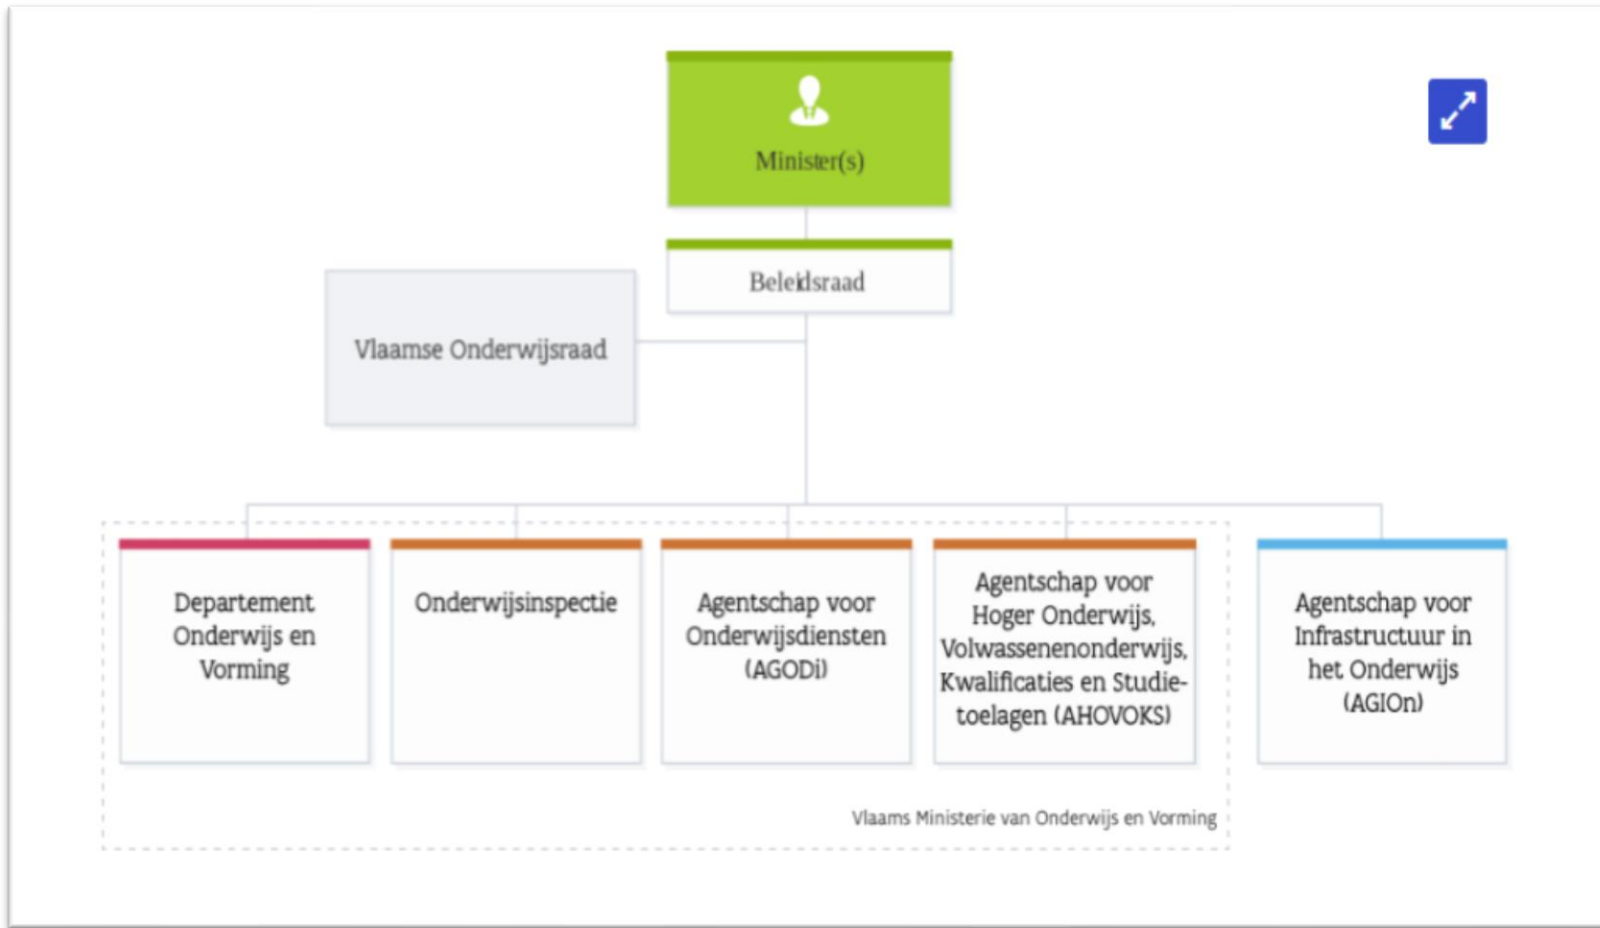 Minister(s)
Beleidsraad
Vlaamse Onderwijsraad
Departement
Onderwijs en
Vorming
Onderwijsinspectie
Agentschap voor
Onderwijsdiensten
(AGODi)
Agentschap voor
Hoger Onderwijs,
Volwassenenonderwijs,
Kwalificaties en Studie-
toelagen (AHOVOKS)
Agentschap voor
Infrastructuur in
het Onderwijs
(AGIOn)
Vlaams Ministerie van Onderwijs en Vorming